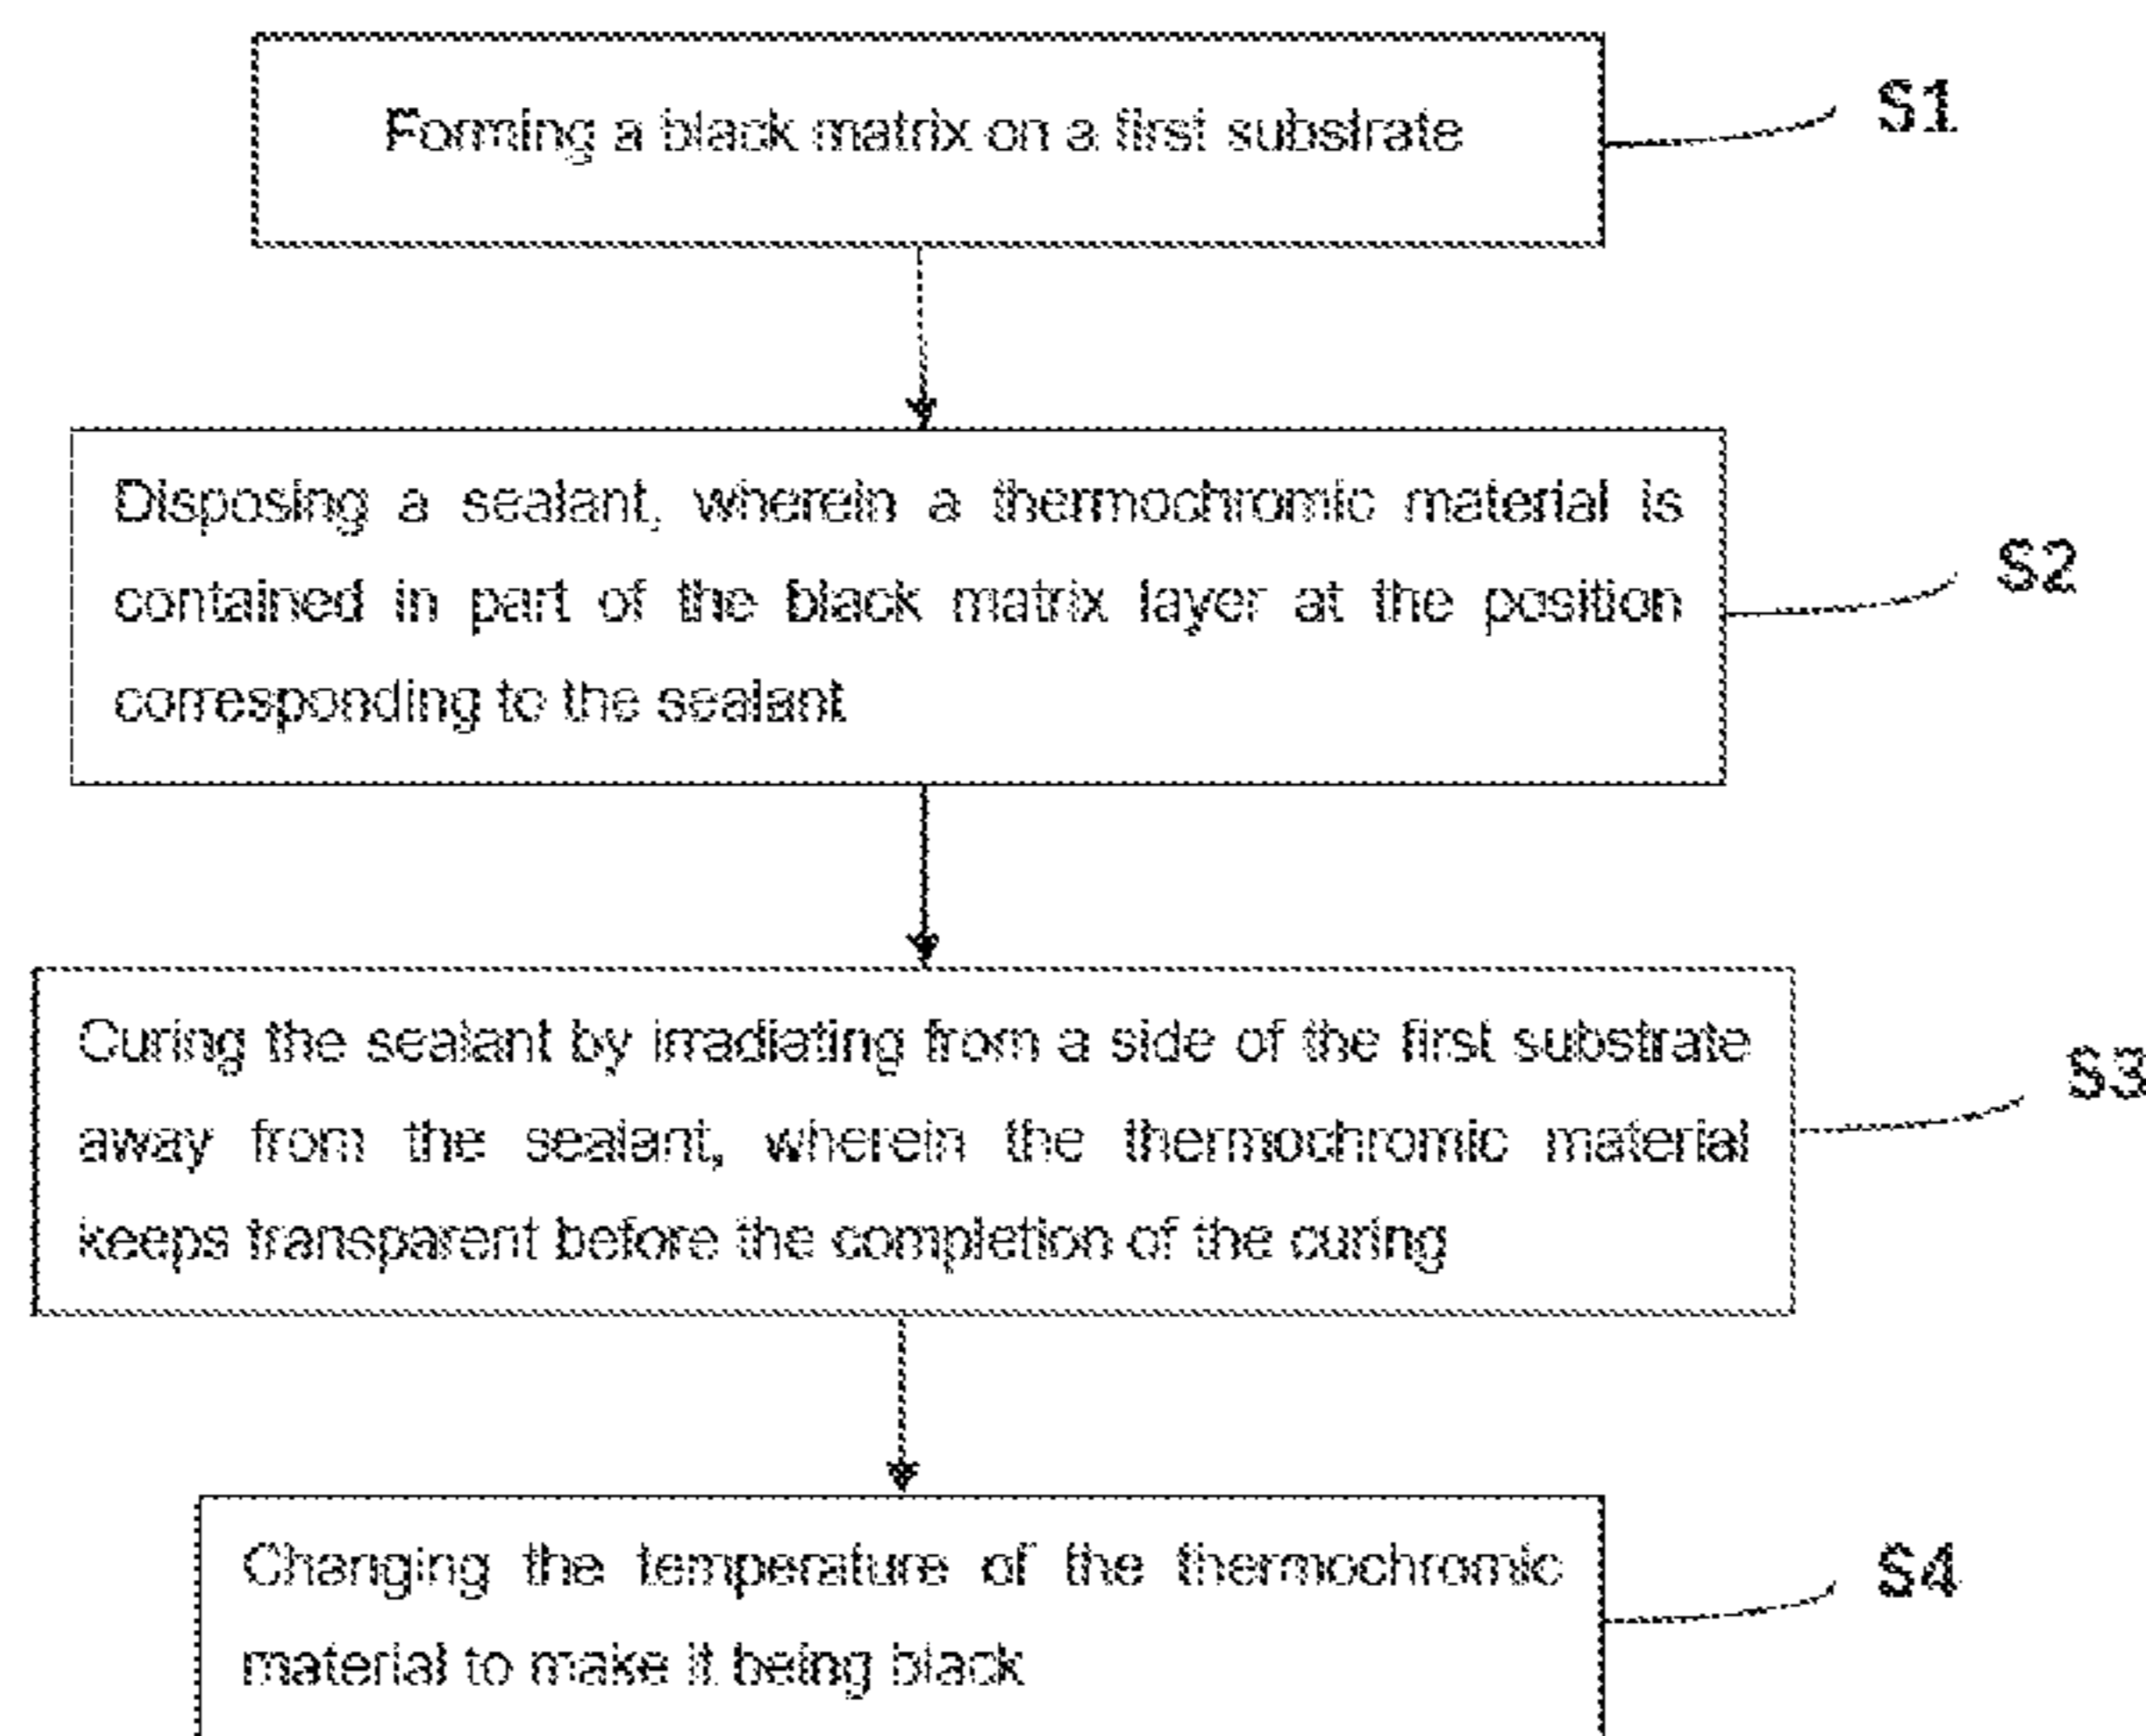 Forming a black matrix on a first substrate
S1
Disposing a sealant, wherein a thermochromic material is
contained in part of the black matrix layer at the position
corresponding to the sealant
S2
Curing the sealant by irradiating from a side of the first substrate
away from the sealant, wherein the thermochromic material
keeps transparent before the completion of the curing
S3
Changing the temperature of the thermochromic
material to make it being black
S4